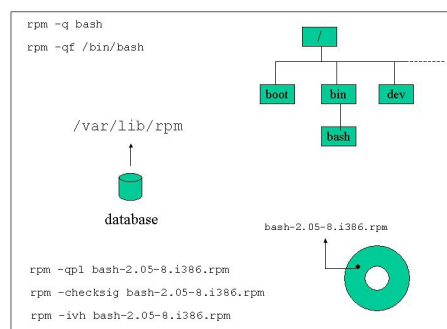 rpm -q bash
rpm -qf /bin/bash
/
boot bin dev
bash
/var/lib/rpm
database
bash-2.05-8.i386.rpm
rpm -qpl bash-2.05-8.i386.rpm
rpm -checksig bash-2.05-8.i386.rpm
rpm -ivh bash-2.05-8.i386.rpm